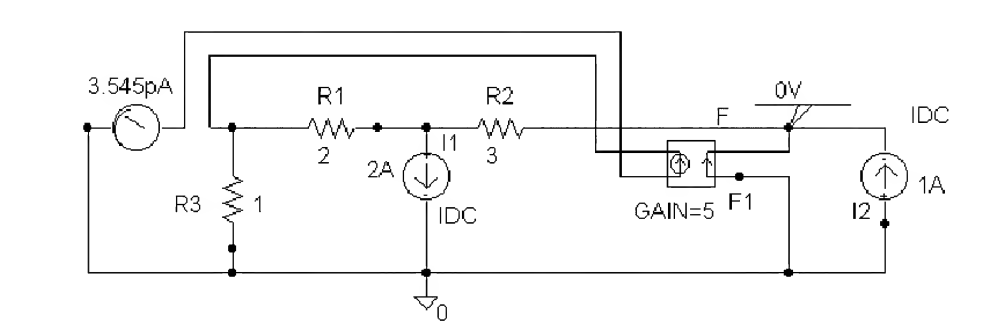 3.545pA
R1
2
R2
3
I1
2A
IDC
R3
1
F
0V
IDC
GAIN=5
F1
I2
1A
0